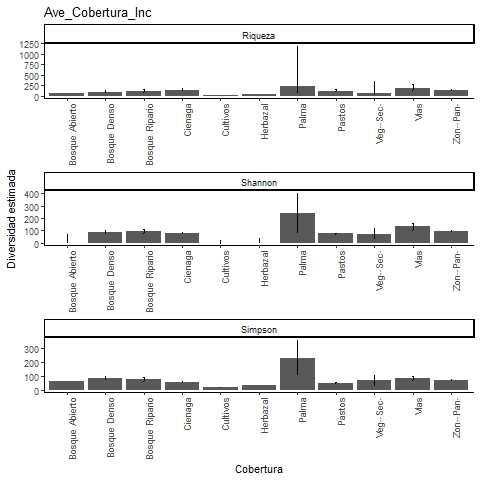 Ave_Cobertura_Inc
Riqueza
1250
1000
750
500
250
0
Bosque Abierto
Bosque Denso
Bosque Ripario
Cienaga
Cultivos
Herbazal
Palma
Pastos
Veg--Sec-
Vias
Zon--Pan-
Diversidad estimada
Shannon
400
300
200
100
0
Bosque Abierto
Bosque Denso
Bosque Ripario
Cienaga
Cultivos
Herbazal
Palma
Pastos
Veg--Sec-
Vias
Zon--Pan-
Simpson
300
200
100
0
Bosque Abierto
Bosque Denso
Bosque Ripario
Cienaga
Cultivos
Herbazal
Palma
Pastos
Veg--Sec-
Vias
Zon--Pan-
Cobertura